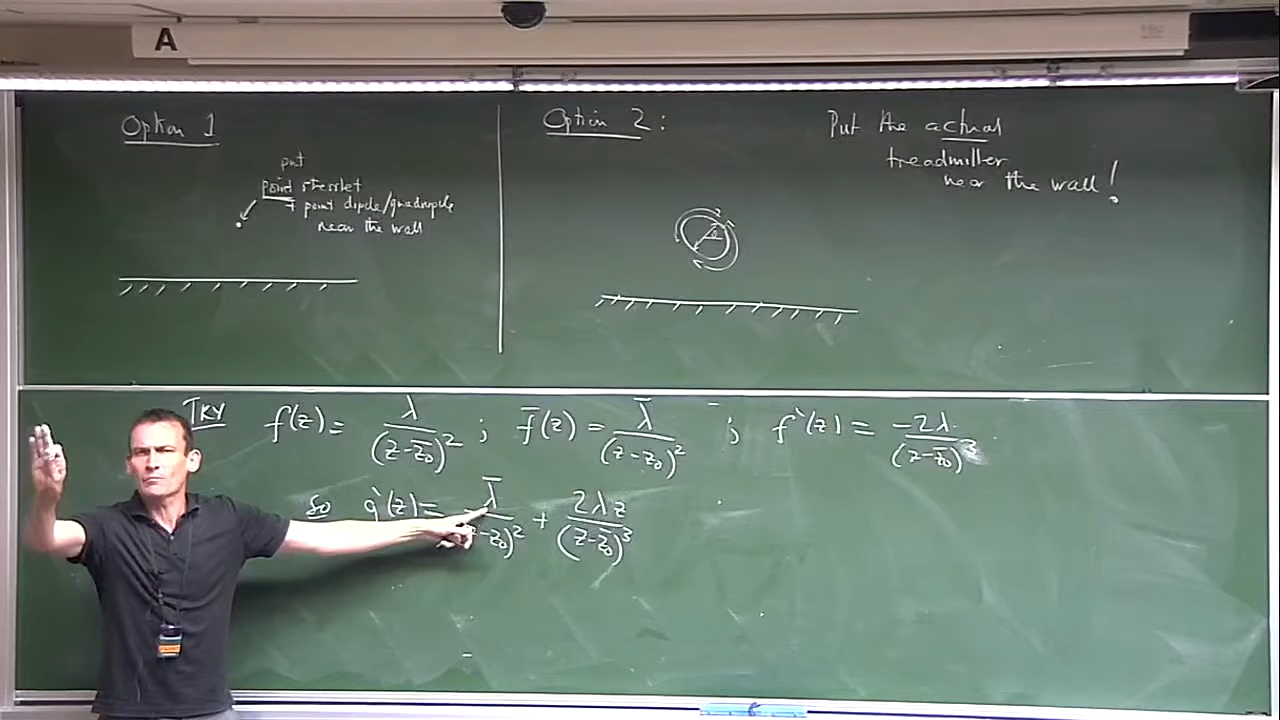 A
Option 1
put
point stresslet
+ point dipole/quadrupole
near the wall
Option 2:
Put the actual
treadmiller
near the wall!
TRY f(z) = λ/(z-z̄₀)² ; f̄(z) = λ̄/(z-z₀)² ; f'(z) = -2λ/(z-z̄₀)³
so g'(z) = λ̄/(z-z₀)² + 2λz/(z-z̄₀)³